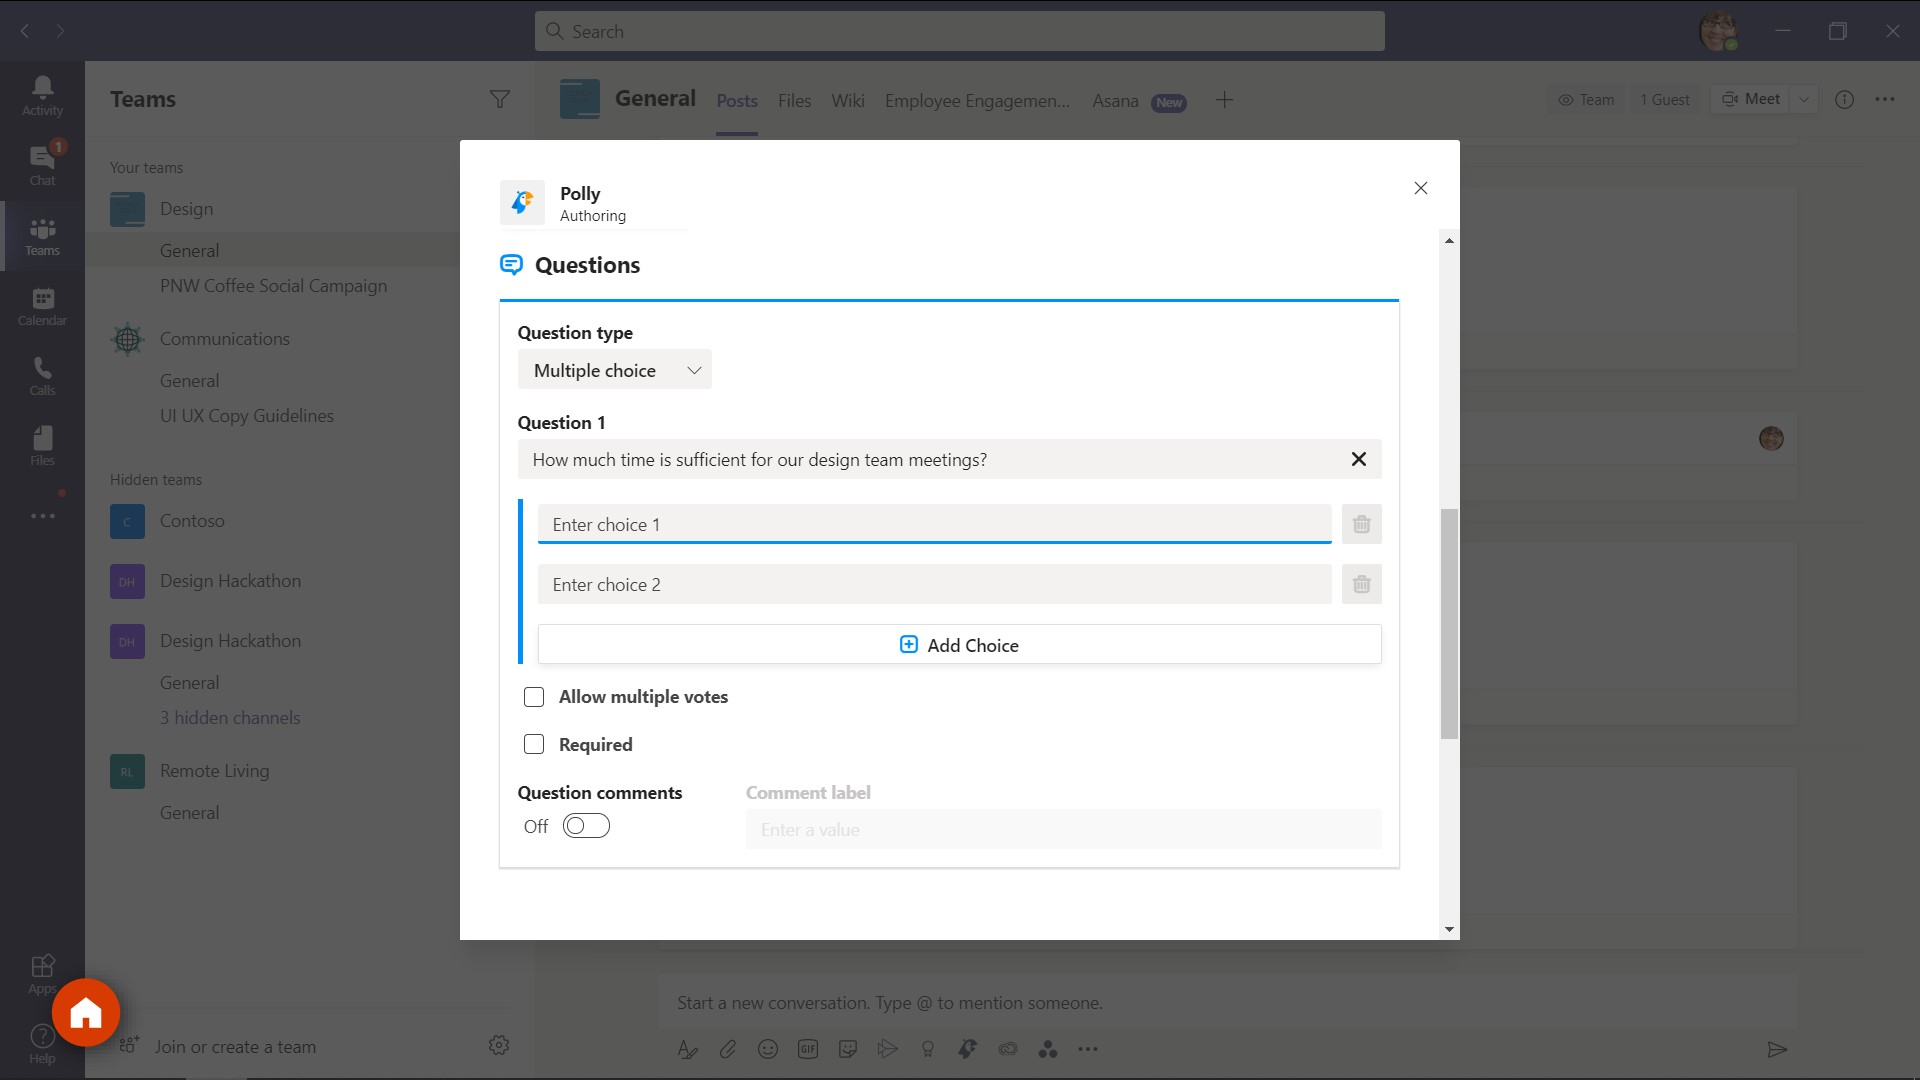 Search
Activity
Chat
1
Teams
Calendar
Calls
Files
Apps
Help
Teams
Your teams
Design
General
PNW Coffee Social Campaign
Communications
General
UI UX Copy Guidelines
Hidden teams
C
Contoso
DH
Design Hackathon
DH
Design Hackathon
General
3 hidden channels
RL
Remote Living
General
Join or create a team
General
Posts
Files
Wiki
Employee Engagemen...
Asana
New
Team
1 Guest
Meet
Polly
Authoring
Questions
Question type
Multiple choice
Question 1
How much time is sufficient for our design team meetings?
Enter choice 1
Enter choice 2
Add Choice
Allow multiple votes
Required
Question comments
Comment label
Off
Enter a value
Start a new conversation. Type @ to mention someone.
GIF